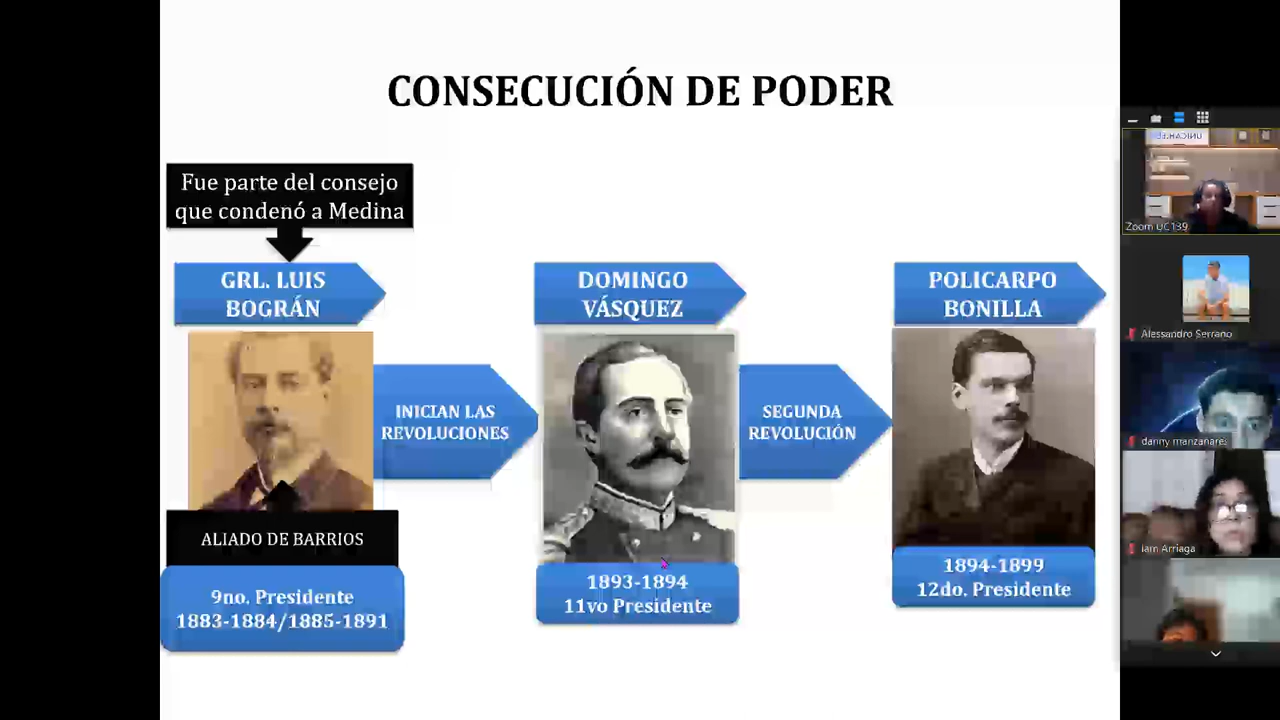 CONSECUCIÓN DE PODER
Fue parte del consejo
que condenó a Medina
GRL. LUIS
BOGRÁN
DOMINGO
VÁSQUEZ
POLICARPO
BONILLA
INICIAN LAS
REVOLUCIONES
SEGUNDA
REVOLUCIÓN
ALIADO DE BARRIOS
9no. Presidente
1883-1884/1885-1891
1893-1894
11vo Presidente
1894-1899
12do. Presidente
Zoom UC139
Alessandro Serrano
danny manzanares
Iam Arriaga